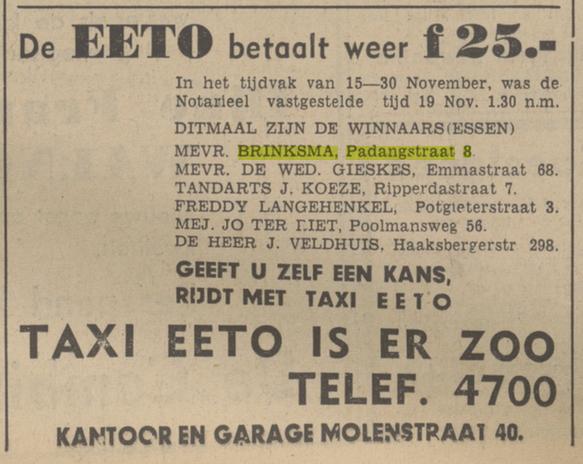 De EETO betaalt weer f 25.-
In het tijdvak van 15—30 November, was de
Notarieel vastgestelde tijd 19 Nov. 1.30 n.m.
DITMAAL ZIJN DE WINNAARS(ESSEN)
MEVR. BRINKSMA, Padangstraat 8.
MEVR. DE WED. GIESKES, Emmastraat 68.
TANDARTS J. KOEZE, Ripperdastraat 7.
FREDDY LANGEHENKEL, Potgieterstraat 3.
MEJ. JO TER RIET, Poolmansweg 56.
DE HEER J. VELDHUIS, Haaksbergerstr 298.
GEEFT U ZELF EEN KANS,
RIJDT MET TAXI EETO
TAXI EETO IS ER ZOO
TELEF. 4700
KANTOOR EN GARAGE MOLENSTRAAT 40.